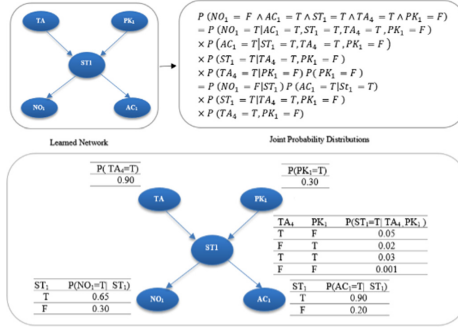 TA
PK₁
ST1
NO₁
AC₁
P(NO₁ = F ∧ AC₁ = T ∧ ST₁ = T ∧ TA₄ = T ∧ PK₁ = F)
= P(NO₁ = T|AC₁ = T, ST₁ = T, TA₄ = T, PK₁ = F)
× P(AC₁ = T|ST₁ = T, TA₄ = T, PK₁ = F)
× P(ST₁ = T|TA₄ = T, PK₁ = F)
× P(TA₄ = T|PK₁ = F) P(PK₁ = F)
= P(NO₁ = F|ST₁) P(AC₁ = T|St₁ = T)
× P(ST₁ = T|TA₄ = T, PK₁ = F)
× P(TA₄ = T, PK₁ = F)
Learned Network
Joint Probability Distributions
P( TA₄=T)
0.90
P(PK₁=T)
0.30
TA
PK₁
ST1
TA₄ PK₁ P(ST₁=T| TA₄, PK₁)
T F 0.05
F T 0.02
T T 0.03
F F 0.001
ST₁ P(NO₁=T| ST₁)
T 0.65
F 0.30
NO₁
AC₁
ST₁ P(AC₁=T| ST₁)
T 0.90
F 0.20